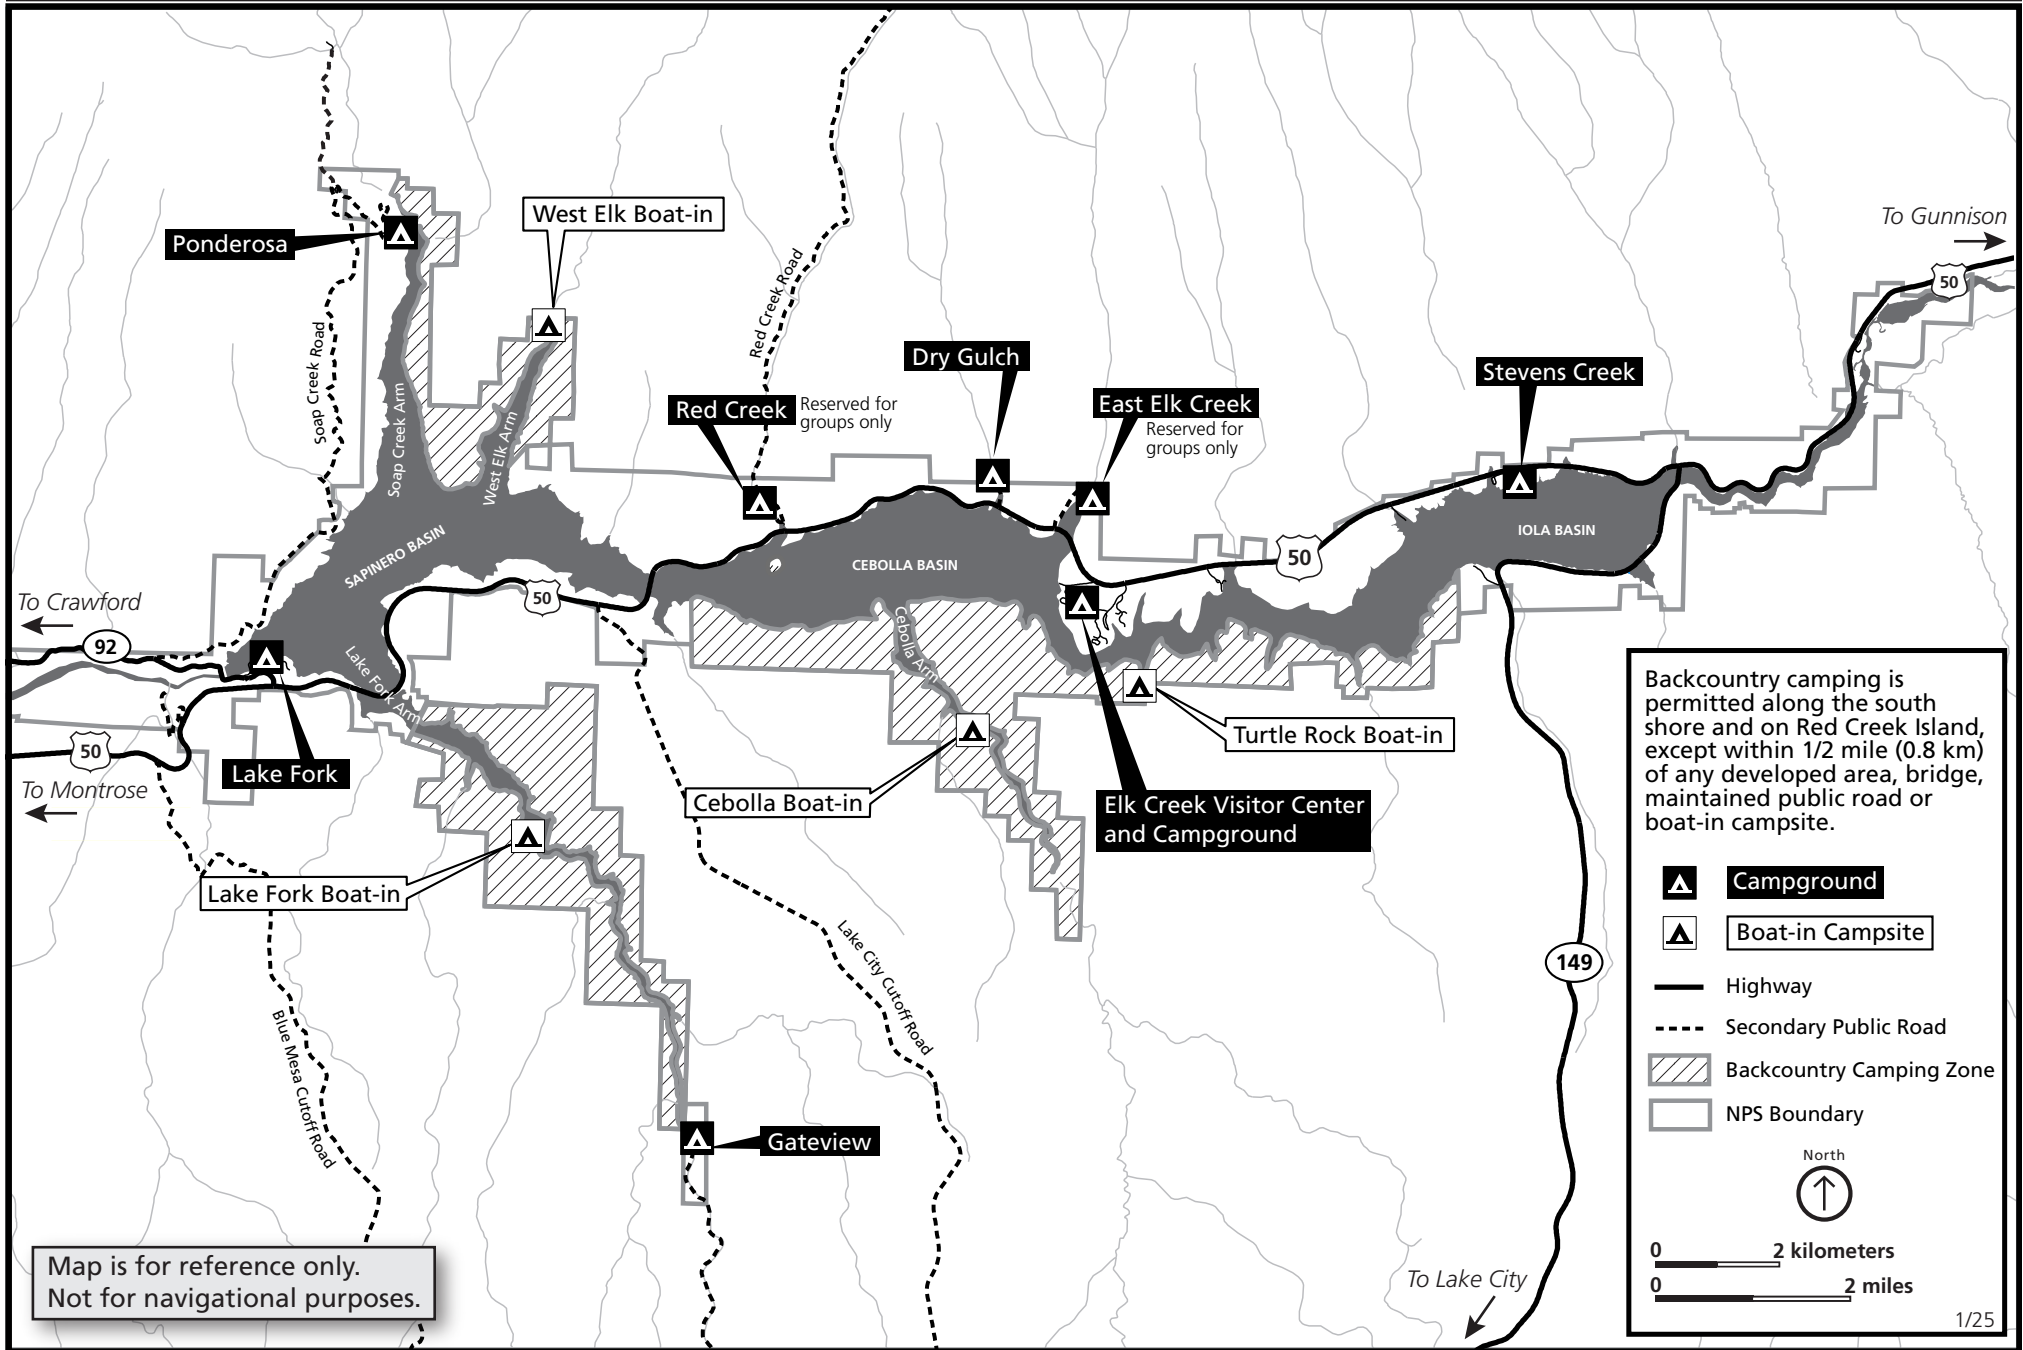 To Gunnison
50
West Elk Boat-in
Ponderosa
Soap Creek Road
Red Creek Road
Dry Gulch
Stevens Creek
Red Creek
Reserved for
groups only
East Elk Creek
Reserved for
groups only
Soap Creek Arm
West Elk Arm
SAPINERO BASIN
CEBOLLA BASIN
IOLA BASIN
50
50
To Crawford
92
Lake Fork Arm
Cebolla Arm
50
To Montrose
Lake Fork
Turtle Rock Boat-in
Cebolla Boat-in
Elk Creek Visitor Center
and Campground
Lake Fork Boat-in
Lake City Cutoff Road
149
Blue Mesa Cutoff Road
Gateview
To Lake City
Map is for reference only.
Not for navigational purposes.
Backcountry camping is
permitted along the south
shore and on Red Creek Island,
except within 1/2 mile (0.8 km)
of any developed area, bridge,
maintained public road or
boat-in campsite.
Campground
Boat-in Campsite
Highway
Secondary Public Road
Backcountry Camping Zone
NPS Boundary
North
0 2 kilometers
0 2 miles
1/25